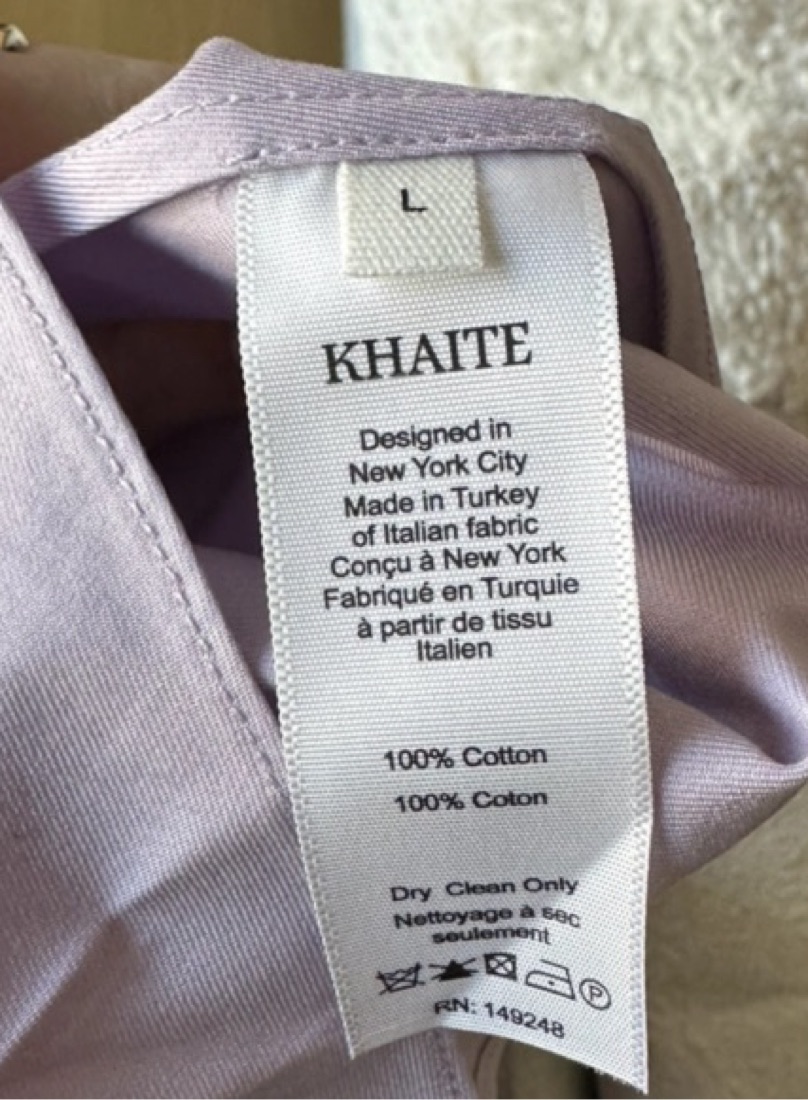 L
KHAITE
Designed in
New York City
Made in Turkey
of Italian fabric
Conçu à New York
Fabriqué en Turquie
à partir de tissu
Italien
100% Cotton
100% Coton
Dry Clean Only
Nettoyage à sec
seulement
P
RN: 149248